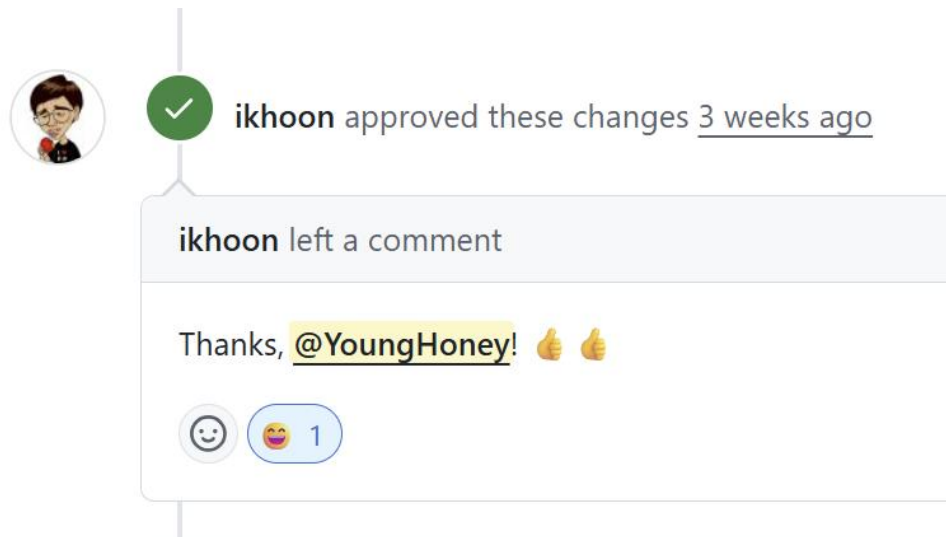 ikhoon approved these changes 3 weeks ago
ikhoon left a comment
Thanks, @YoungHoney! 👍 👍
😄 1